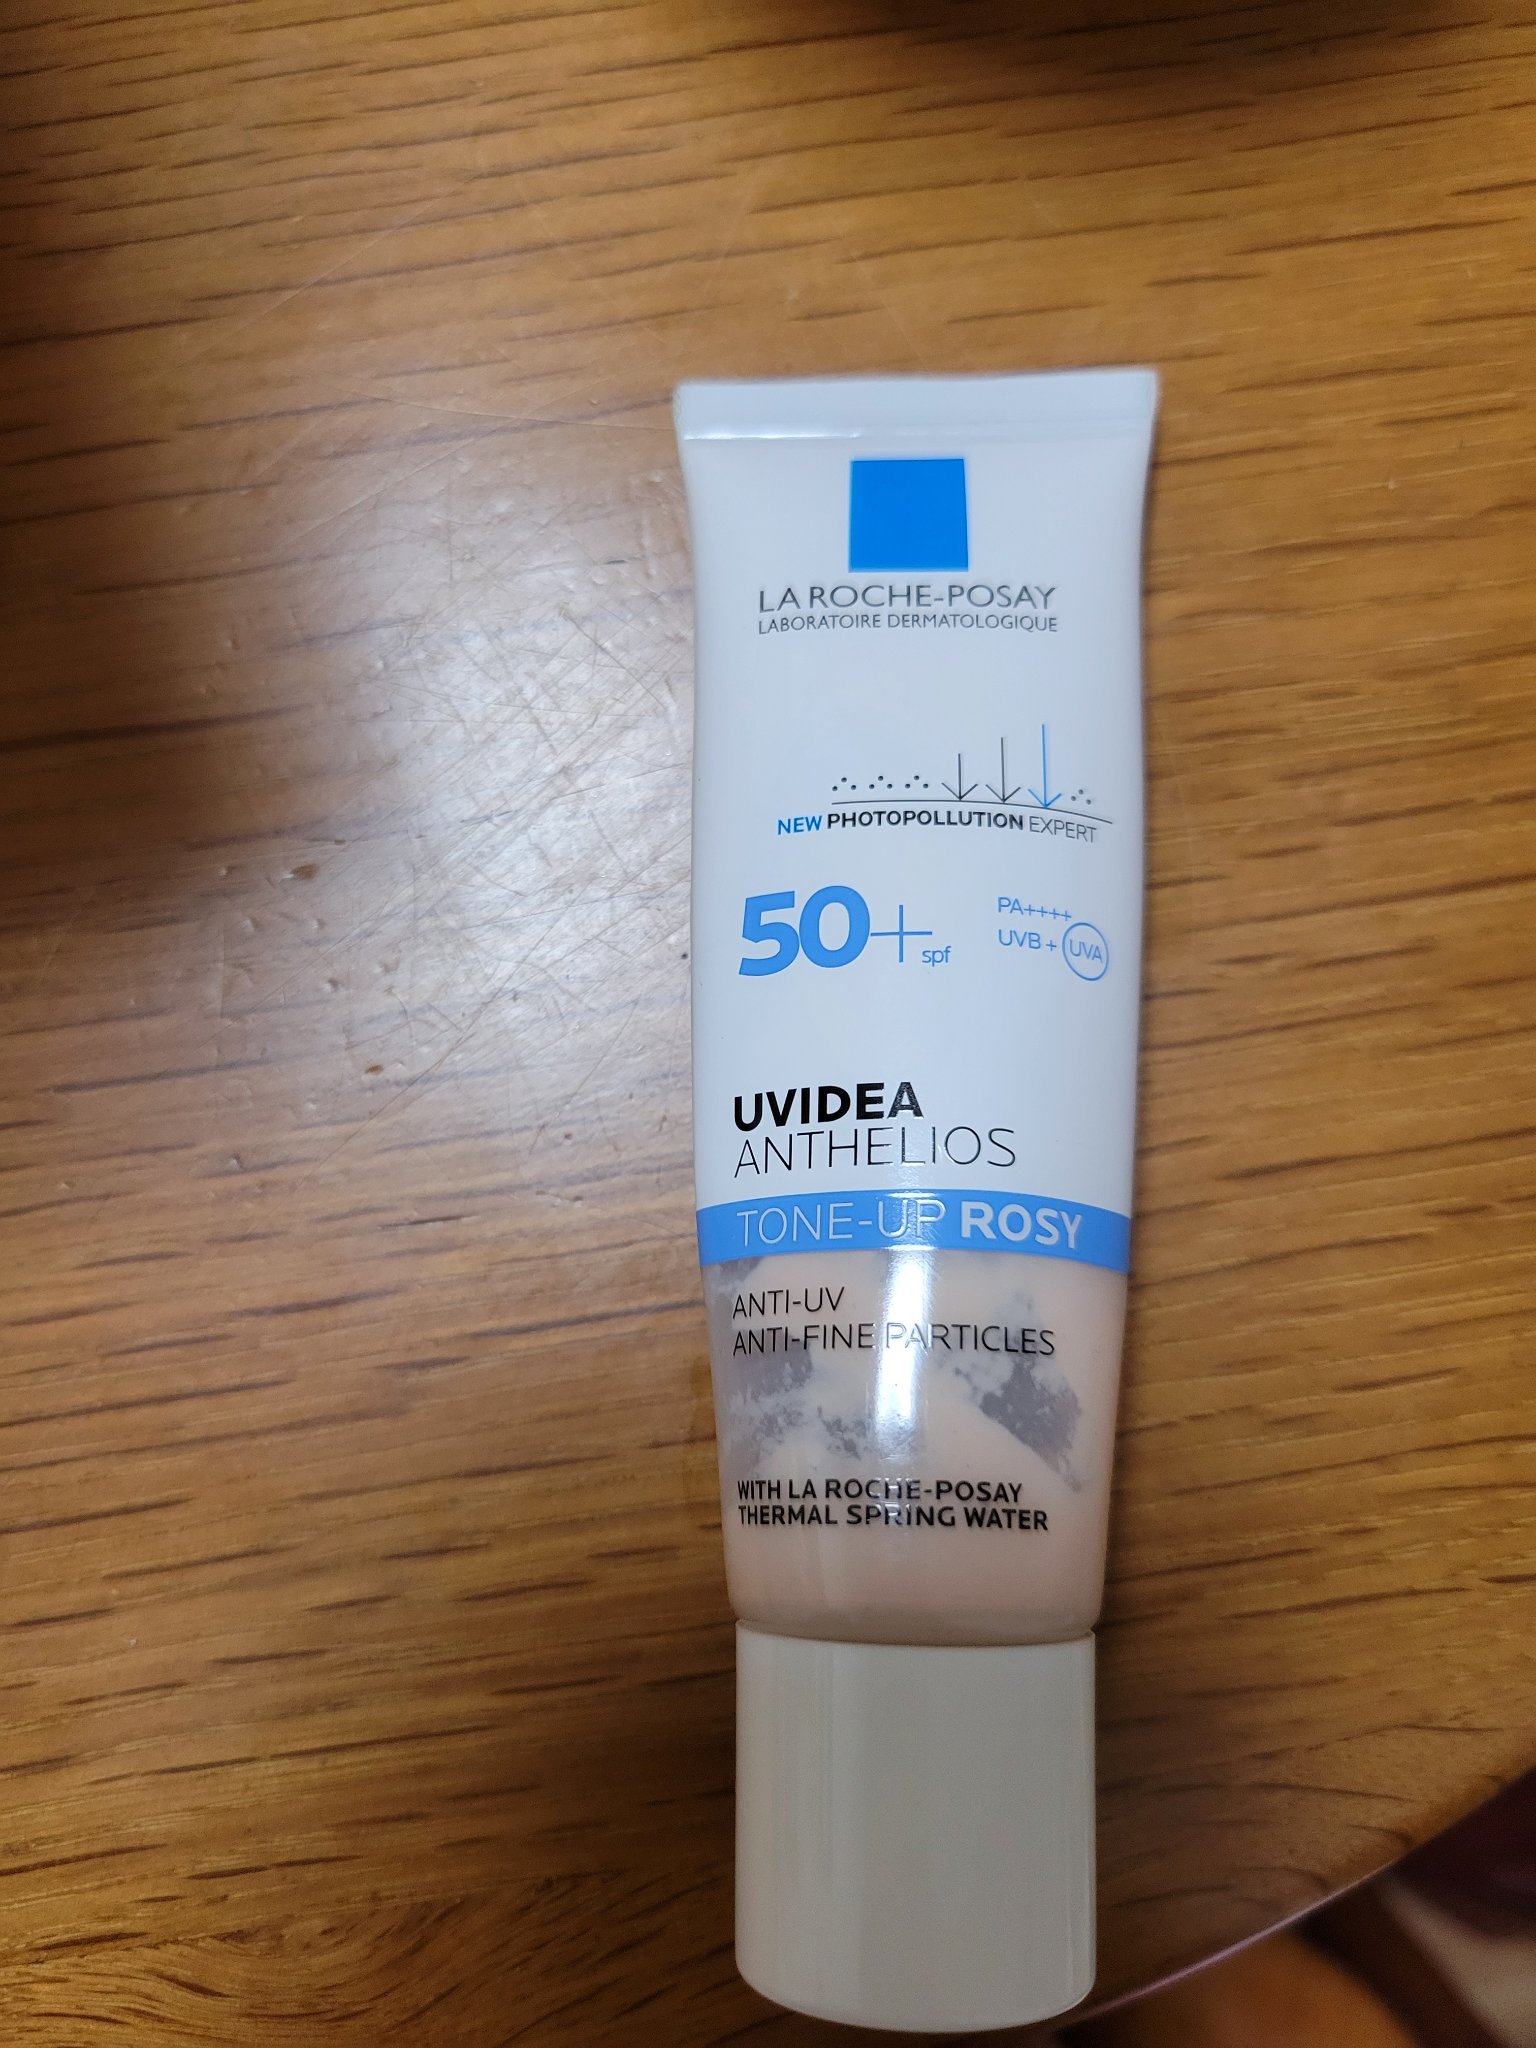 LA ROCHE-POSAY
LABORATOIRE DERMATOLOGIQUE
NEW PHOTOPOLLUTION EXPERT
50+ spf
PA++++
UVB + UVA
UVIDEA
ANTHELIOS
TONE-UP ROSY
ANTI-UV
ANTI-FINE PARTICLES
WITH LA ROCHE-POSAY
THERMAL SPRING WATER